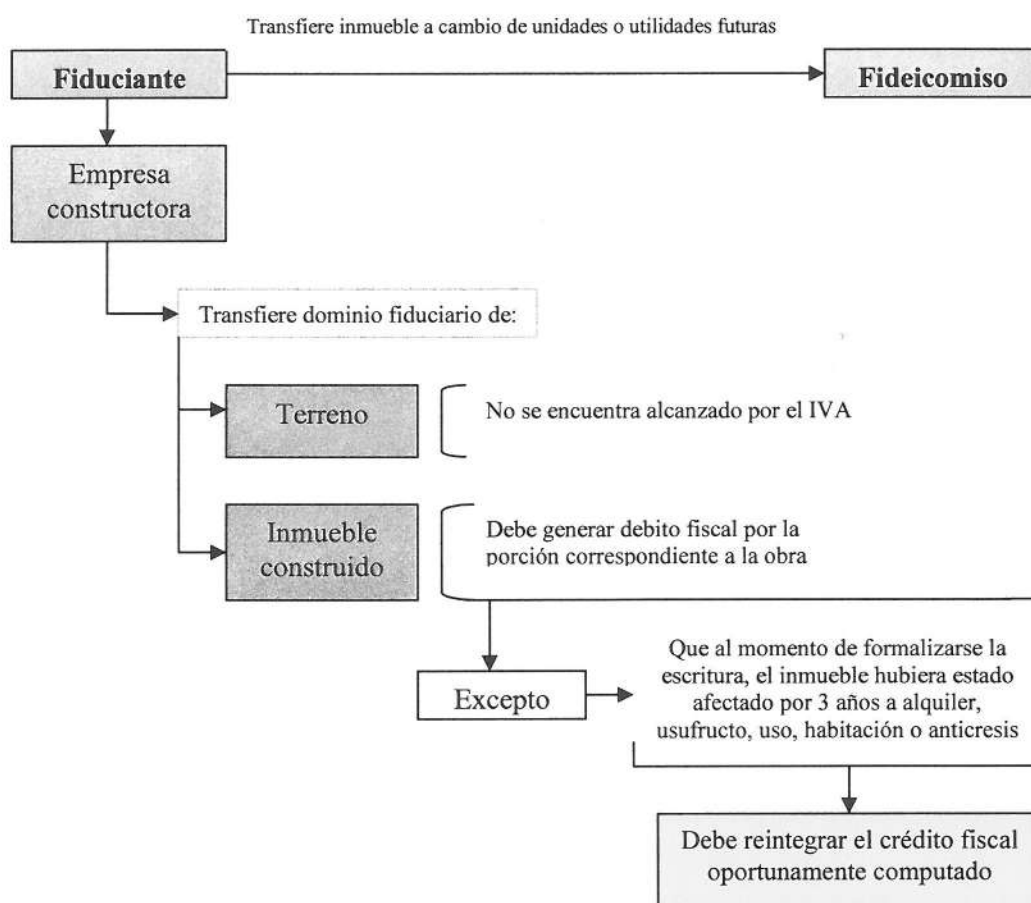 Transfiere inmueble a cambio de unidades o utilidades futuras
Fiduciante
Fideicomiso
Empresa
constructora
Transfiere dominio fiduciario de:
Terreno
No se encuentra alcanzado por el IVA
Inmueble
construido
Debe generar debito fiscal por la
porción correspondiente a la obra
Excepto
Que al momento de formalizarse la
escritura, el inmueble hubiera estado
afectado por 3 años a alquiler,
usufructo, uso, habitación o anticresis
Debe reintegrar el crédito fiscal
oportunamente computado